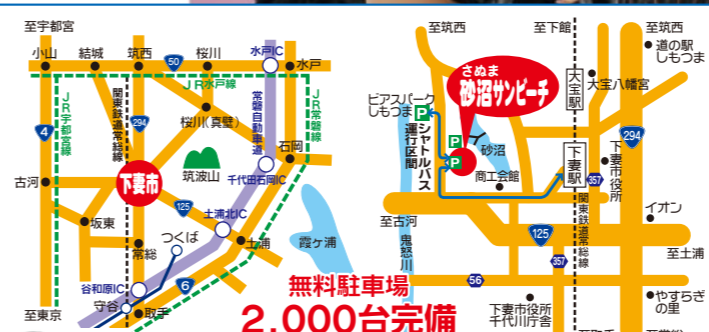 至宇都宮
小山
結城
筑西
50
桜川
水戸IC
水戸
JR水戸線
JR宇都宮線
関東鉄道常総線
294
桜川(真壁)
常磐自動車道
JR常磐線
4
石岡
下妻市
筑波山
千代田石岡IC
古河
125
土浦北IC
坂東
つくば
常総
土浦
霞ヶ浦
谷和原IC
守谷
6
取手
至東京
至筑西
至下館
至筑西
道の駅
しもつま
さぬま
砂沼サンビーチ
大宝駅
大宝八幡宮
ビアスパーク
しもつま
P
シャトルバス
運行区間
P
P
砂沼
294
下妻駅
下妻市役所
商工会館
357
至古河
関東鉄道常総線
イオン
125
鬼怒川
357
至土浦
56
下妻市役所
千代川庁舎
やすらぎ
の里
無料駐車場
2,000台完備